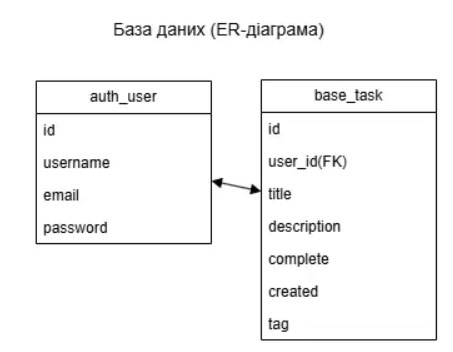 База даних (ER-діаграма)
auth_user
id
username
email
password
base_task
id
user_id(FK)
title
description
complete
created
tag